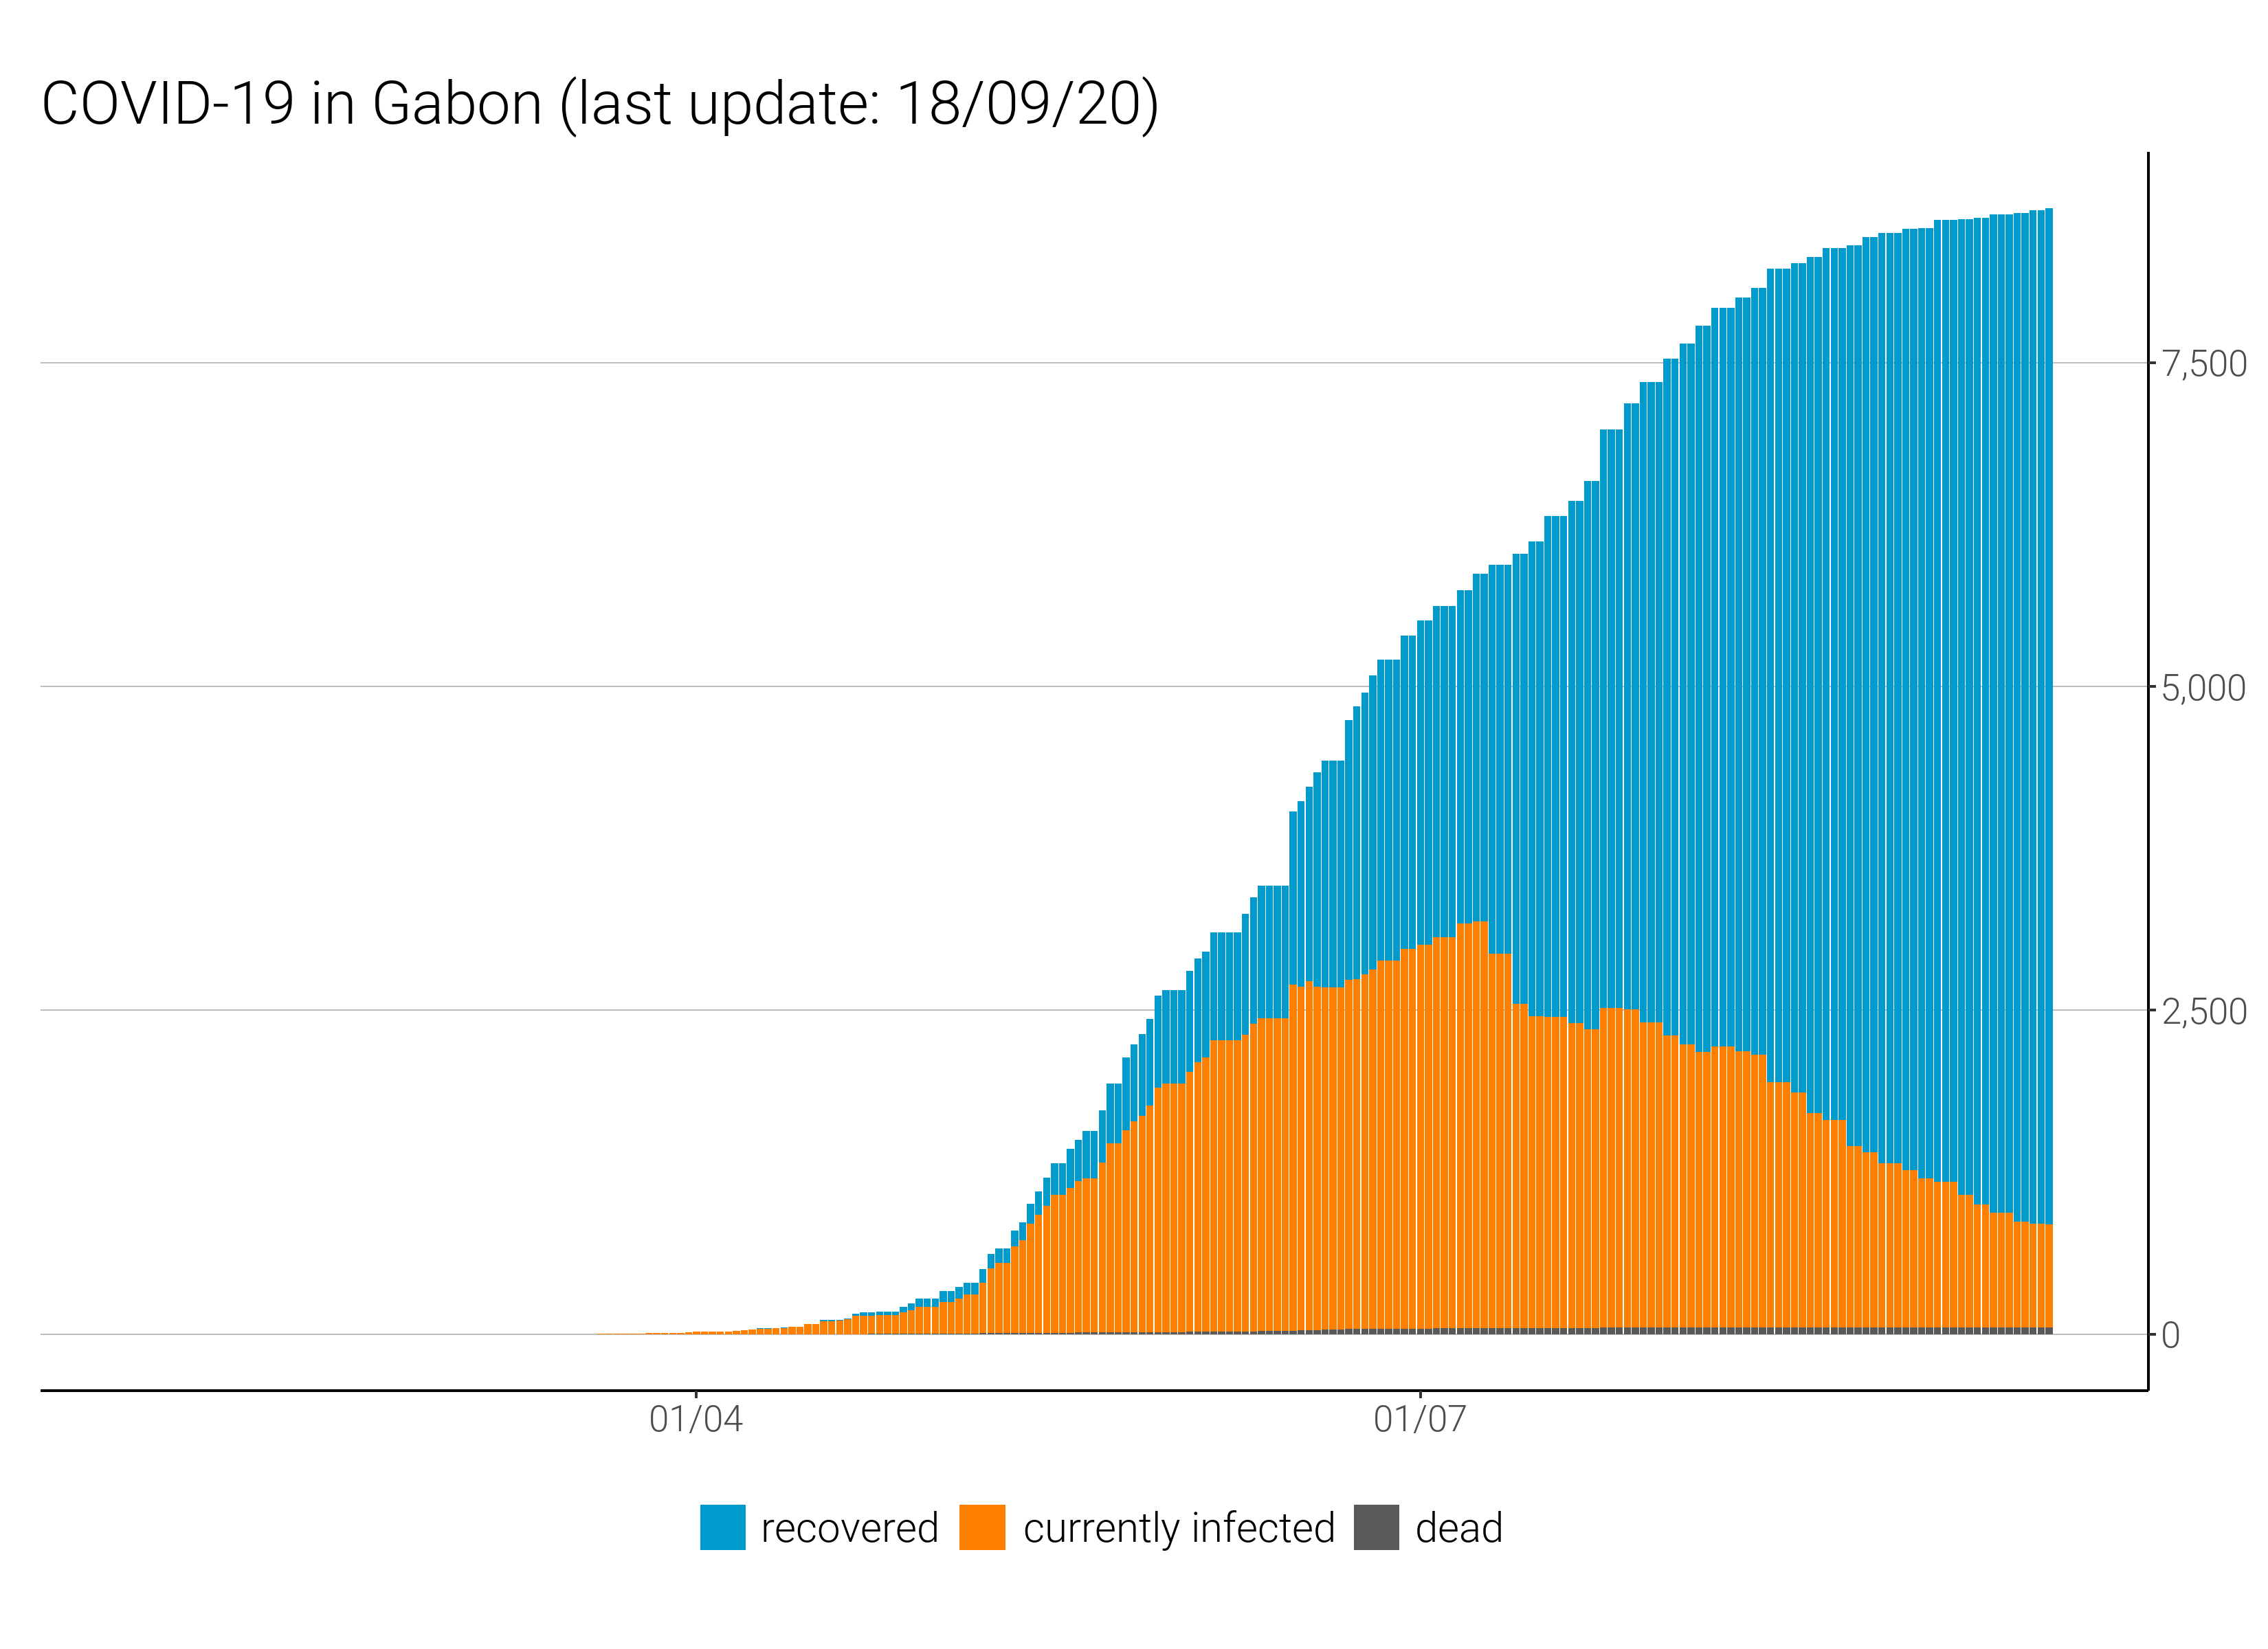 COVID-19 in Gabon (last update: 18/09/20)
7,500
5,000
2,500
0
01/04 01/07
recovered currently infected dead